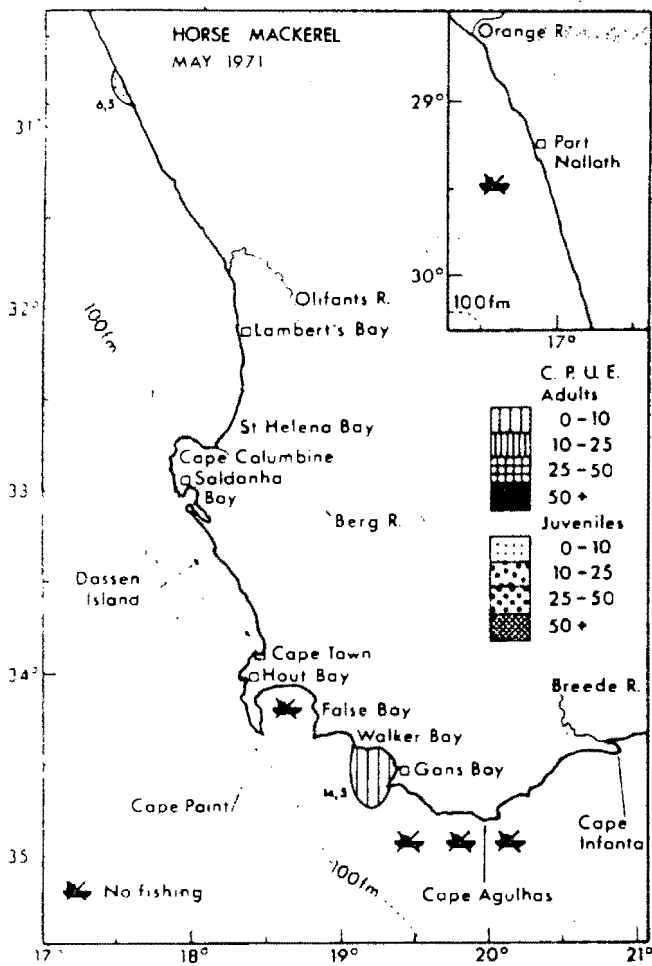 HORSE MACKEREL
MAY 1971
Orange R.
29°
Port
Nallath
30°
100fm
17°
6,5
31°
Olifants R.
32°
100fm
Lambert's Bay
St Helena Bay
Cape Calumbine
Saldanha
Bay
33°
Berg R.
Dassen
Island
Cape Town
Hout Bay
34°
False Bay
Walker Bay
Gans Bay
14,5
Breede R.
Cape Point
Cape
Infanta
35
100fm
Cape Agulhas
No fishing
17°
18°
19°
20°
21°
C. P. U. E.
Adults
0-10
10-25
25-50
50+
Juveniles
0-10
10-25
25-50
50+